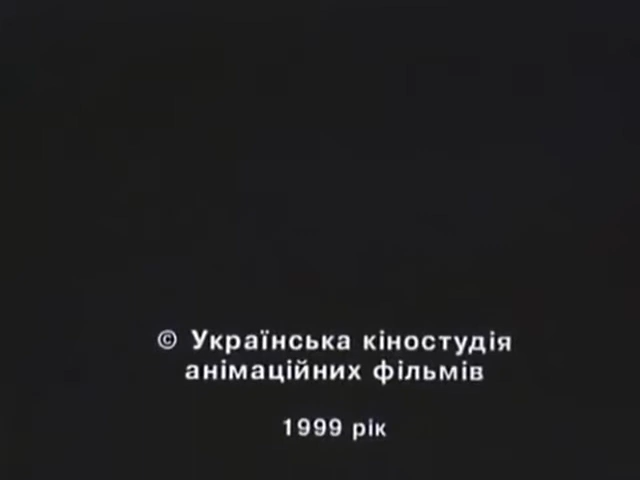 © Українська кіностудія
анімаційних фільмів
1999 рік